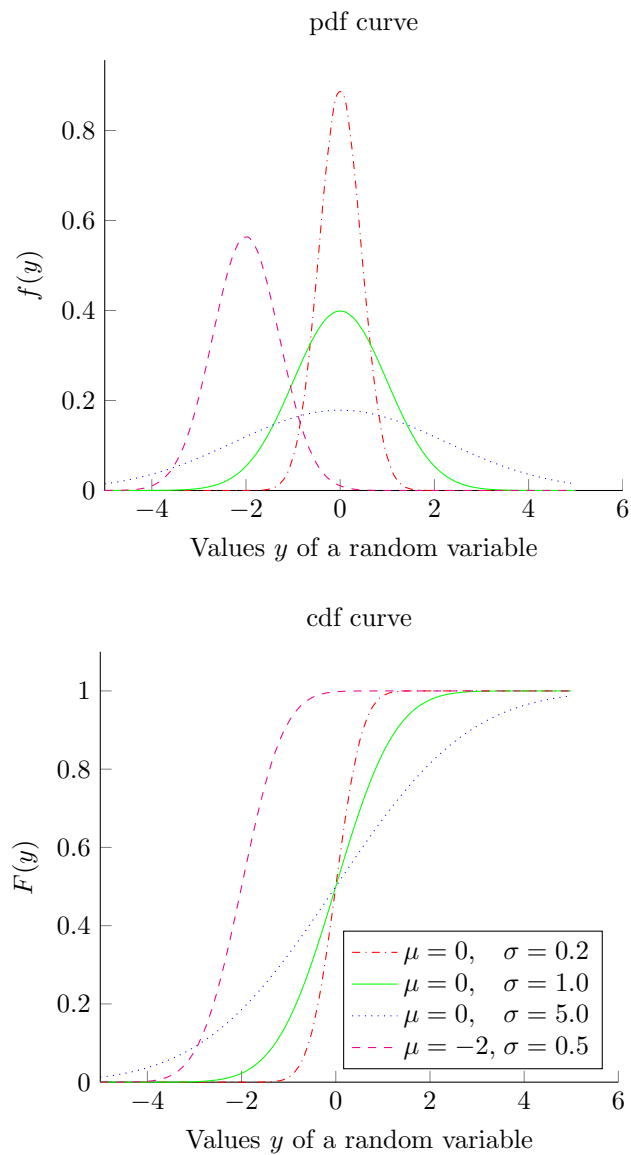 pdf curve
0.8
0.6
0.4
0.2
0
f(y)
−4 −2 0 2 4 6
Values y of a random variable
cdf curve
1
0.8
0.6
0.4
0.2
0
F(y)
μ = 0, σ = 0.2
μ = 0, σ = 1.0
μ = 0, σ = 5.0
μ = −2, σ = 0.5
−4 −2 0 2 4 6
Values y of a random variable